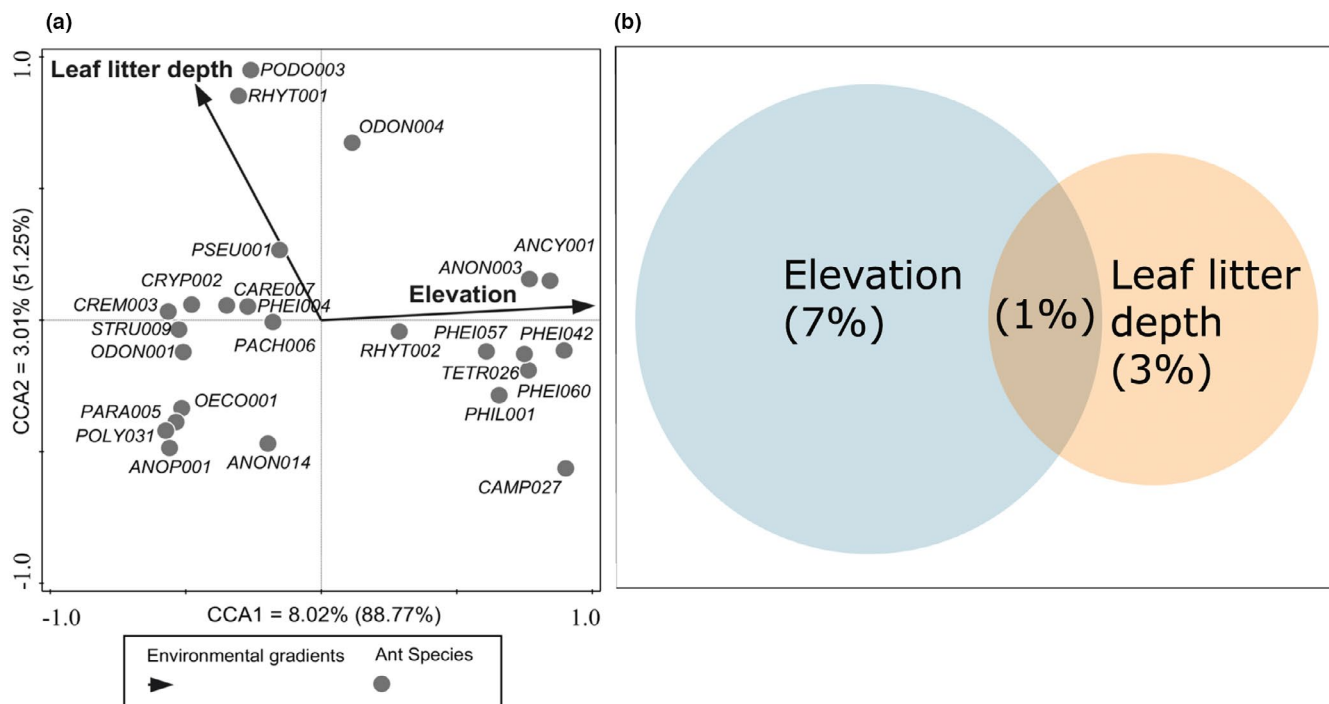 (a)
(b)
1.0
Leaf litter depth
PODO003
RHYT001
ODON004
PSEU001
ANCY001
ANON003
CRYP002
CARE007
Elevation
CREM003
PHEI004
STRU009
PACH006
RHYT002
PHEI057
PHEI042
ODON001
TETR026
PHEI060
OECO001
PHIL001
PARA005
POLY031
ANOP001
ANON014
CAMP027
CCA2 = 3.01% (51.25%)
-1.0
-1.0
CCA1 = 8.02% (88.77%)
1.0
Environmental gradients
Ant Species
Elevation
(7%)
(1%)
Leaf litter
depth
(3%)